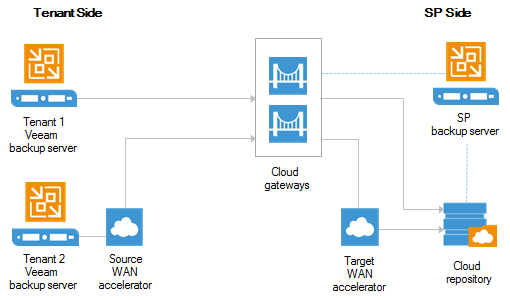 Tenant Side
SP Side
Tenant 1
Veeam
backup server
SP
backup server
Cloud
gateways
Tenant 2
Veeam
backup server
Source
WAN
accelerator
Target
WAN
accelerator
Cloud
repository